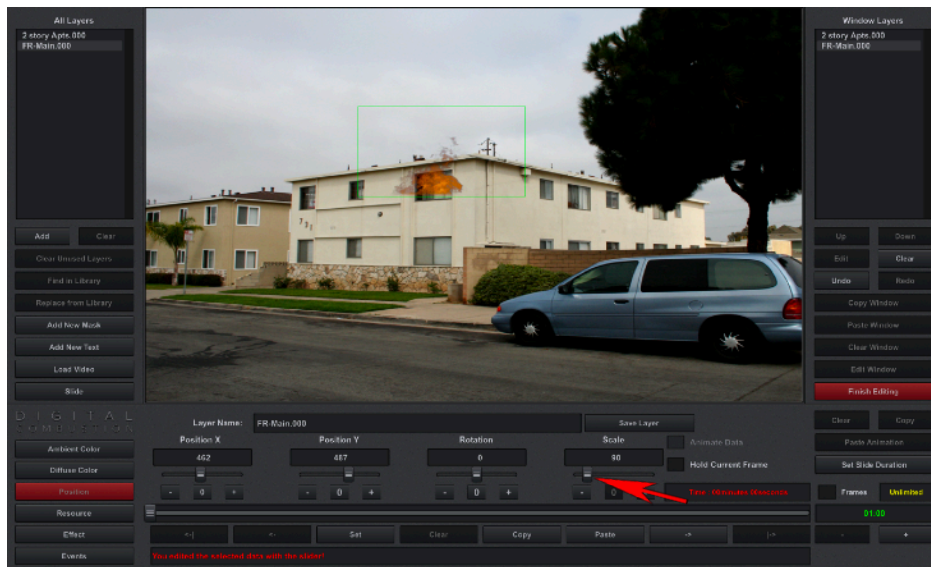 All Layers
2 story Apts.000
FR-Main.000
Window Layers
2 story Apts.000
FR-Main.000
Add
Clear
Clear Unused Layers
Find in Library
Replace from Library
Add New Mask
Add New Text
Load Video
Slide
Up
Down
Edit
Clear
Undo
Redo
Copy Window
Paste Window
Clear Window
Edit Window
Finish Editing
DIGITAL
COMBUSTION
Ambient Color
Diffuse Color
Position
Resource
Effect
Events
Layer Name:
FR-Main.000
Save Layer
Position X
Position Y
Rotation
Scale
462
487
0
90
- 0 +
- 0 +
- 0 +
- 0
Animate Data
Hold Current Frame
Time : 00minutes 00seconds
<-|
<-
Set
Clear
Copy
Paste
->
|->
You edited the selected data with the slider!
Clear
Copy
Paste Animation
Set Slide Duration
Frames
Unlimited
01:00
-
+